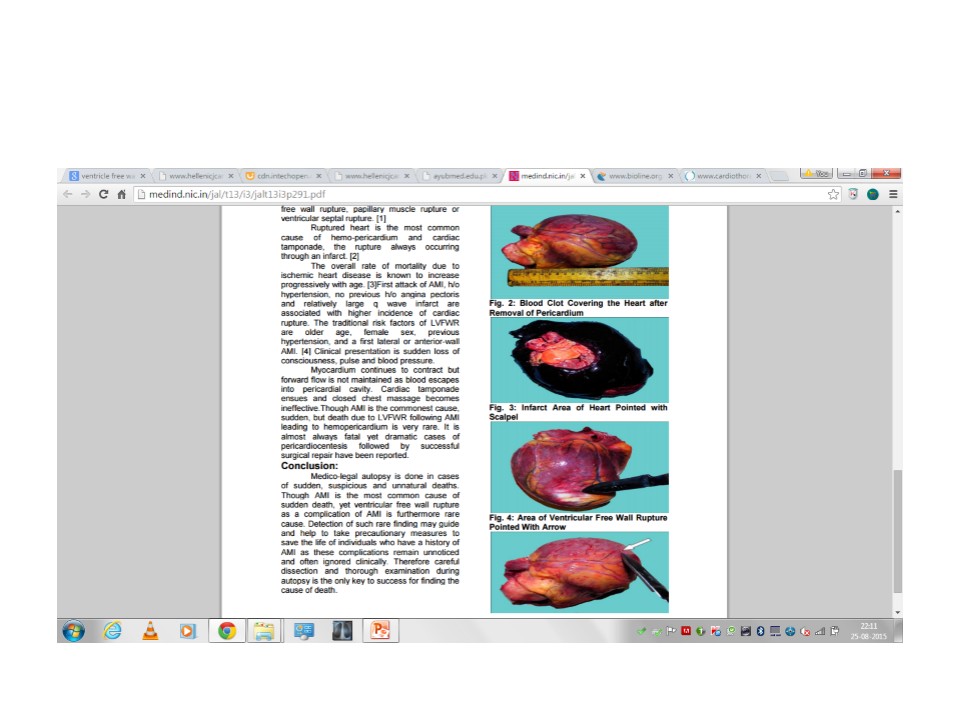 ventricle free wa
www.hellenicjca
cdn.intechopen.
www.hellenicjca
ayubmed.edu.p
medind.nic.in/ja
www.bioline.org
www.cardiothor
You
medind.nic.in/jal/t13/i3/jalt13i3p291.pdf
free wall rupture, papillary muscle rupture or
ventricular septal rupture. [1]
Ruptured heart is the most common
cause of hemo-pericardium and cardiac
tamponade, the rupture always occurring
through an infarct. [2]
The overall rate of mortality due to
ischemic heart disease is known to increase
progressively with age. [3]First attack of AMI, h/o
hypertension, no previous h/o angina pectoris
and relatively large q wave infarct are
associated with higher incidence of cardiac
rupture. The traditional risk factors of LVFWR
are older age, female sex, previous
hypertension, and a first lateral or anterior-wall
AMI. [4] Clinical presentation is sudden loss of
consciousness, pulse and blood pressure.
Myocardium continues to contract but
forward flow is not maintained as blood escapes
into pericardial cavity. Cardiac tamponade
ensues and closed chest massage becomes
ineffective.Though AMI is the commonest cause,
sudden, but death due to LVFWR following AMI
leading to hemopericardium is very rare. It is
almost always fatal yet dramatic cases of
pericardiocentesis followed by successful
surgical repair have been reported.
Conclusion:
Medico-legal autopsy is done in cases
of sudden, suspicious and unnatural deaths.
Though AMI is the most common cause of
sudden death, yet ventricular free wall rupture
as a complication of AMI is furthermore rare
cause. Detection of such rare finding may guide
and help to take precautionary measures to
save the life of individuals who have a history of
AMI as these complications remain unnoticed
and often ignored clinically. Therefore careful
dissection and thorough examination during
autopsy is the only key to success for finding the
cause of death.
Fig. 2: Blood Clot Covering the Heart after
Removal of Pericardium
Fig. 3: Infarct Area of Heart Pointed with
Scalpel
Fig. 4: Area of Ventricular Free Wall Rupture
Pointed With Arrow
22:11
25-08-2015